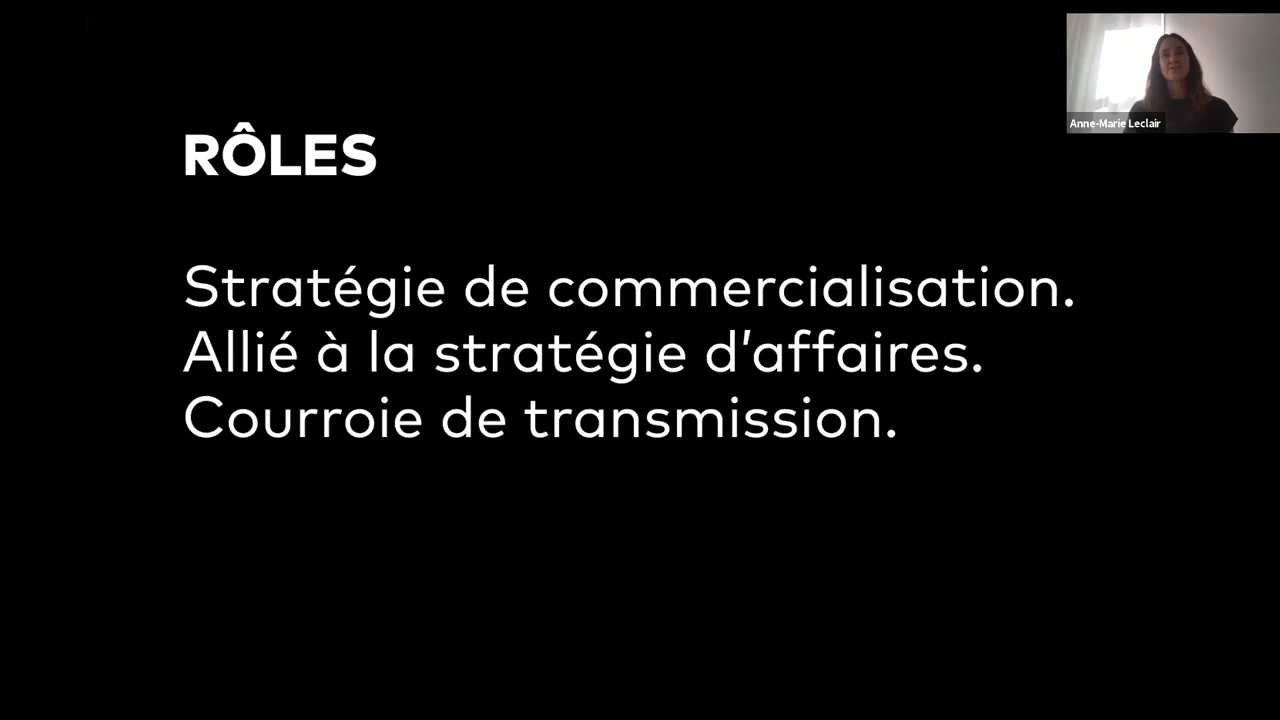 RÔLES
Stratégie de commercialisation.
Allié à la stratégie d’affaires.
Courroie de transmission.
Anne-Marie Leclair